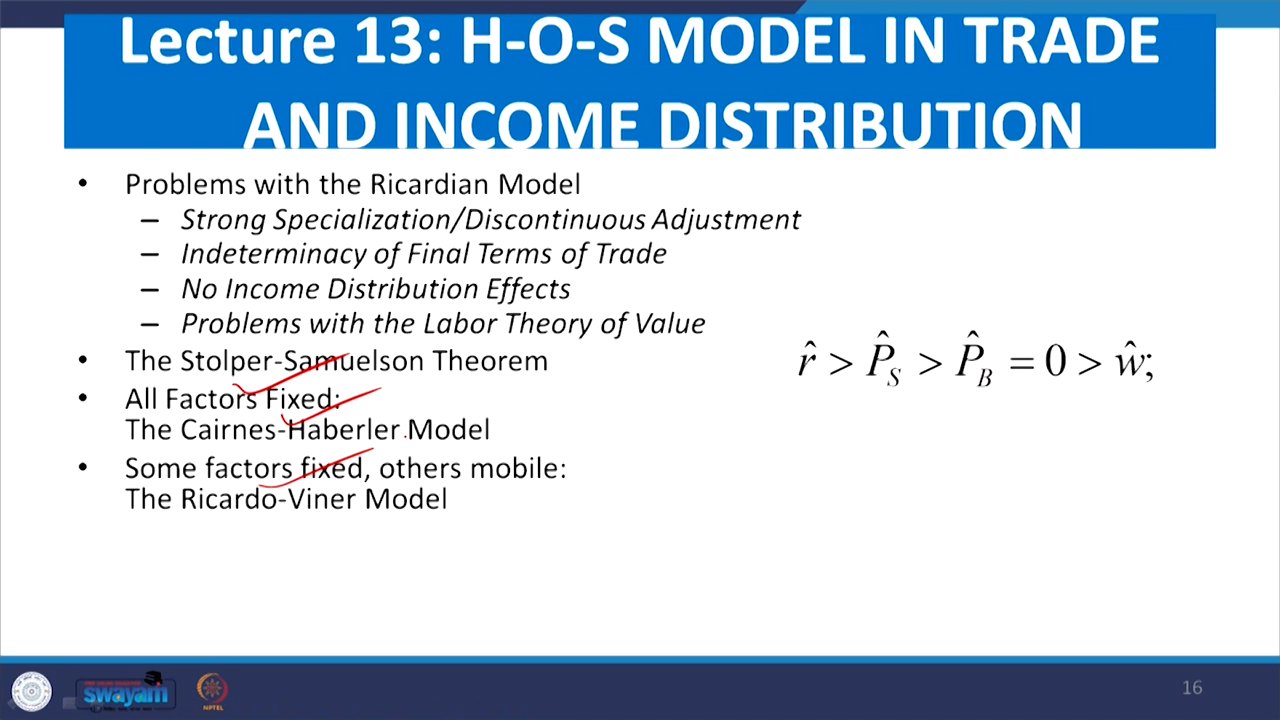 Lecture 13: H-O-S MODEL IN TRADE
AND INCOME DISTRIBUTION
• Problems with the Ricardian Model
– Strong Specialization/Discontinuous Adjustment
– Indeterminacy of Final Terms of Trade
– No Income Distribution Effects
– Problems with the Labor Theory of Value
• The Stolper-Samuelson Theorem
• All Factors Fixed:
The Cairnes-Haberler Model
• Some factors fixed, others mobile:
The Ricardo-Viner Model
r̂ > P̂_S > P̂_B = 0 > ŵ;
swayam
NPTEL
16